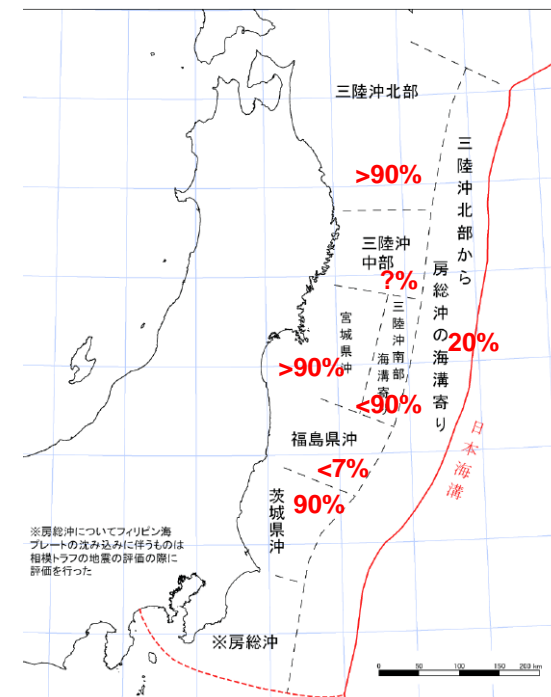 三陸沖北部
>90%
三陸沖北部から
房総沖の海溝寄り
三陸沖
中部
?%
宮城県沖
三陸沖南部
海溝寄り
20%
>90%
<90%
福島県沖
<7%
日本海溝
茨城県沖
90%
※房総沖についてフィリピン海
プレートの沈み込みに伴うものは
相模トラフの地震の評価の際に
評価を行った
※房総沖
0 50 100 150 200 km